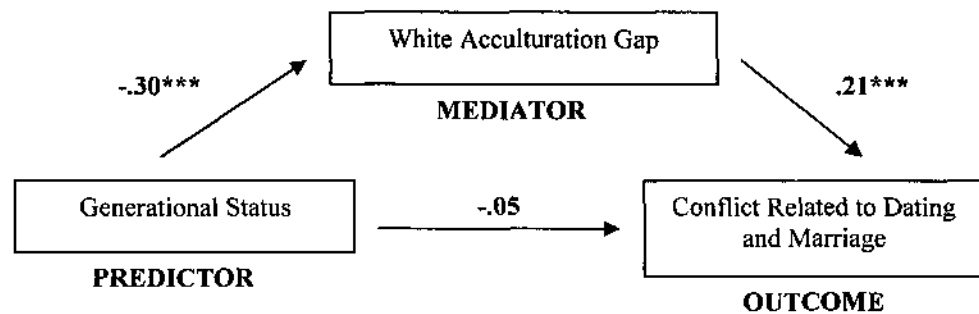 White Acculturation Gap
-.30***
.21***
MEDIATOR
Generational Status
-.05
Conflict Related to Dating
and Marriage
PREDICTOR
OUTCOME